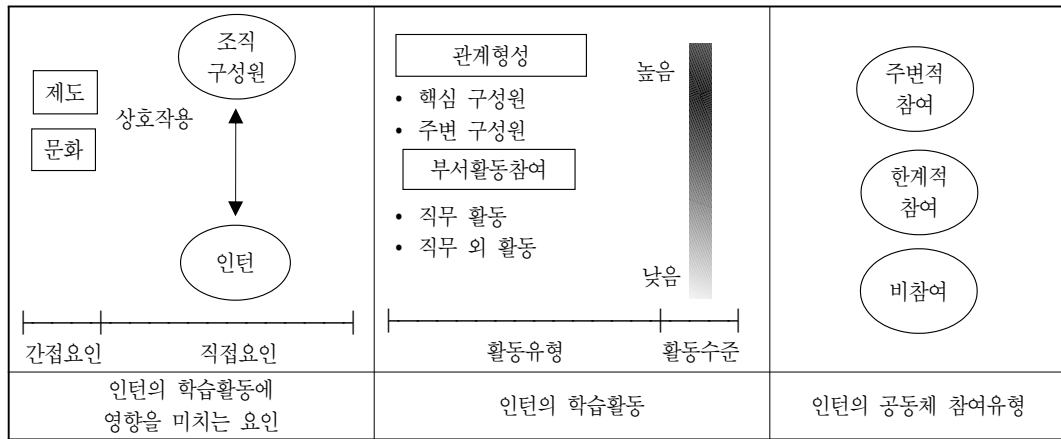 조직
구성원
제도
상호작용
문화
인턴
간접요인
직접요인
인턴의 학습활동에
영향을 미치는 요인
관계형성
• 핵심 구성원
• 주변 구성원
부서활동참여
• 직무 활동
• 직무 외 활동
높음
낮음
활동유형
활동수준
인턴의 학습활동
주변적
참여
한계적
참여
비참여
인턴의 공동체 참여유형